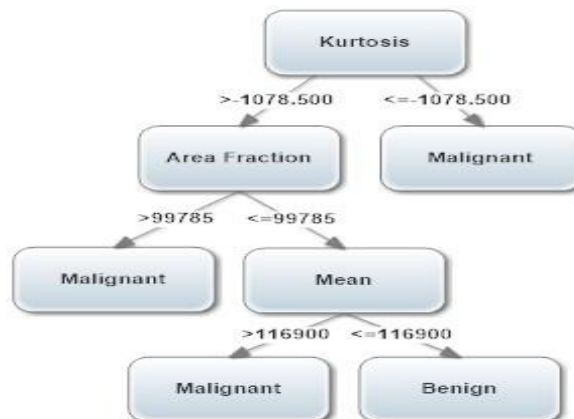 Kurtosis
>-1078.500 <=-1078.500
Area Fraction Malignant
>99785 <=99785
Malignant Mean
>116900 <=116900
Malignant Benign